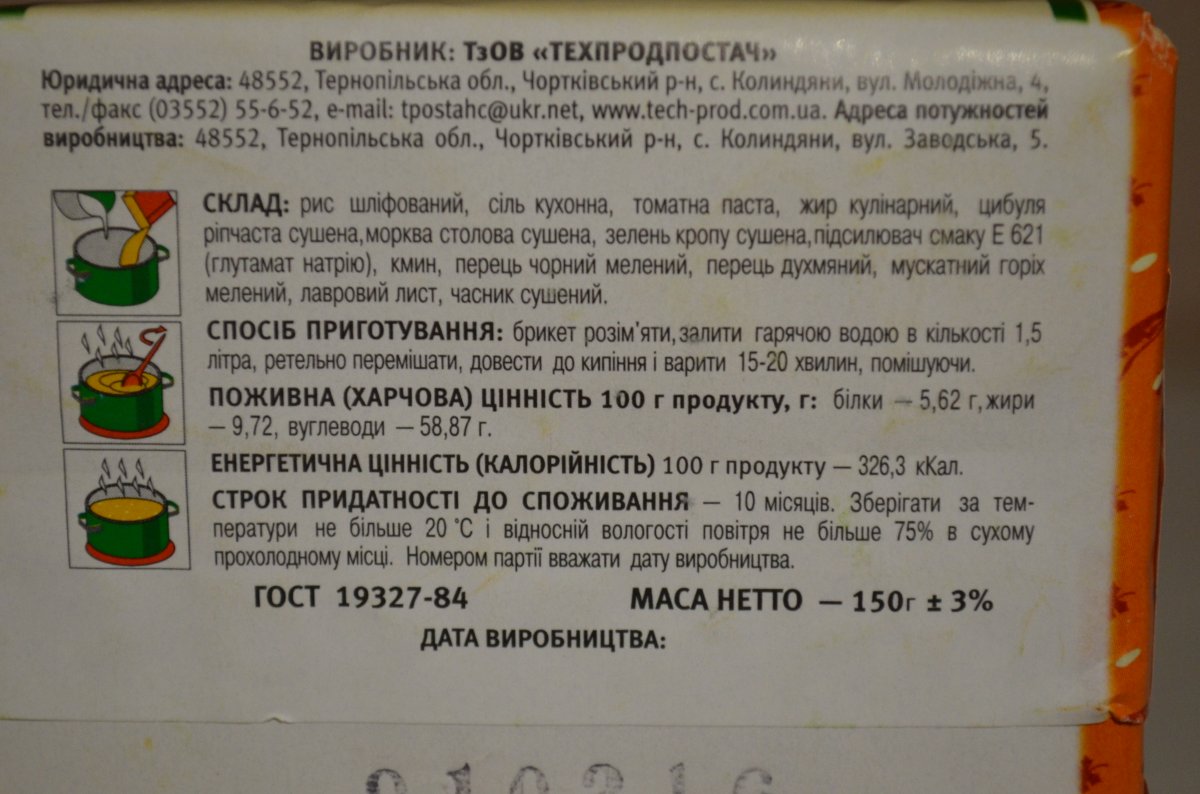 ВИРОБНИК: ТзОВ «ТЕХПРОДПОСТАЧ»
Юридична адреса: 48552, Тернопільська обл., Чортківський р-н, с. Колиндяни, вул. Молодіжна, 4,
тел./факс (03552) 55-6-52, e-mail: tpostahc@ukr.net, www.tech-prod.com.ua. Адреса потужностей
виробництва: 48552, Тернопільська обл., Чортківський р-н, с. Колиндяни, вул. Заводська, 5.
СКЛАД: рис шліфований, сіль кухонна, томатна паста, жир кулінарний, цибуля
ріпчаста сушена, морква столова сушена, зелень кропу сушена, підсилювач смаку Е 621
(глутамат натрію), кмин, перець чорний мелений, перець духмяний, мускатний горіх
мелений, лавровий лист, часник сушений.
СПОСІБ ПРИГОТУВАННЯ: брикет розім'яти, залити гарячою водою в кількості 1,5
літра, ретельно перемішати, довести до кипіння і варити 15-20 хвилин, помішуючи.
ПОЖИВНА (ХАРЧОВА) ЦІННІСТЬ 100 г продукту, г: білки — 5,62 г, жири
— 9,72, вуглеводи — 58,87 г.
ЕНЕРГЕТИЧНА ЦІННІСТЬ (КАЛОРІЙНІСТЬ) 100 г продукту — 326,3 кКал.
СТРОК ПРИДАТНОСТІ ДО СПОЖИВАННЯ — 10 місяців. Зберігати за тем-
ператури не більше 20 °С і відносній вологості повітря не більше 75% в сухому
прохолодному місці. Номером партії вважати дату виробництва.
ГОСТ 19327-84 МАСА НЕТТО — 150г ± 3%
ДАТА ВИРОБНИЦТВА: